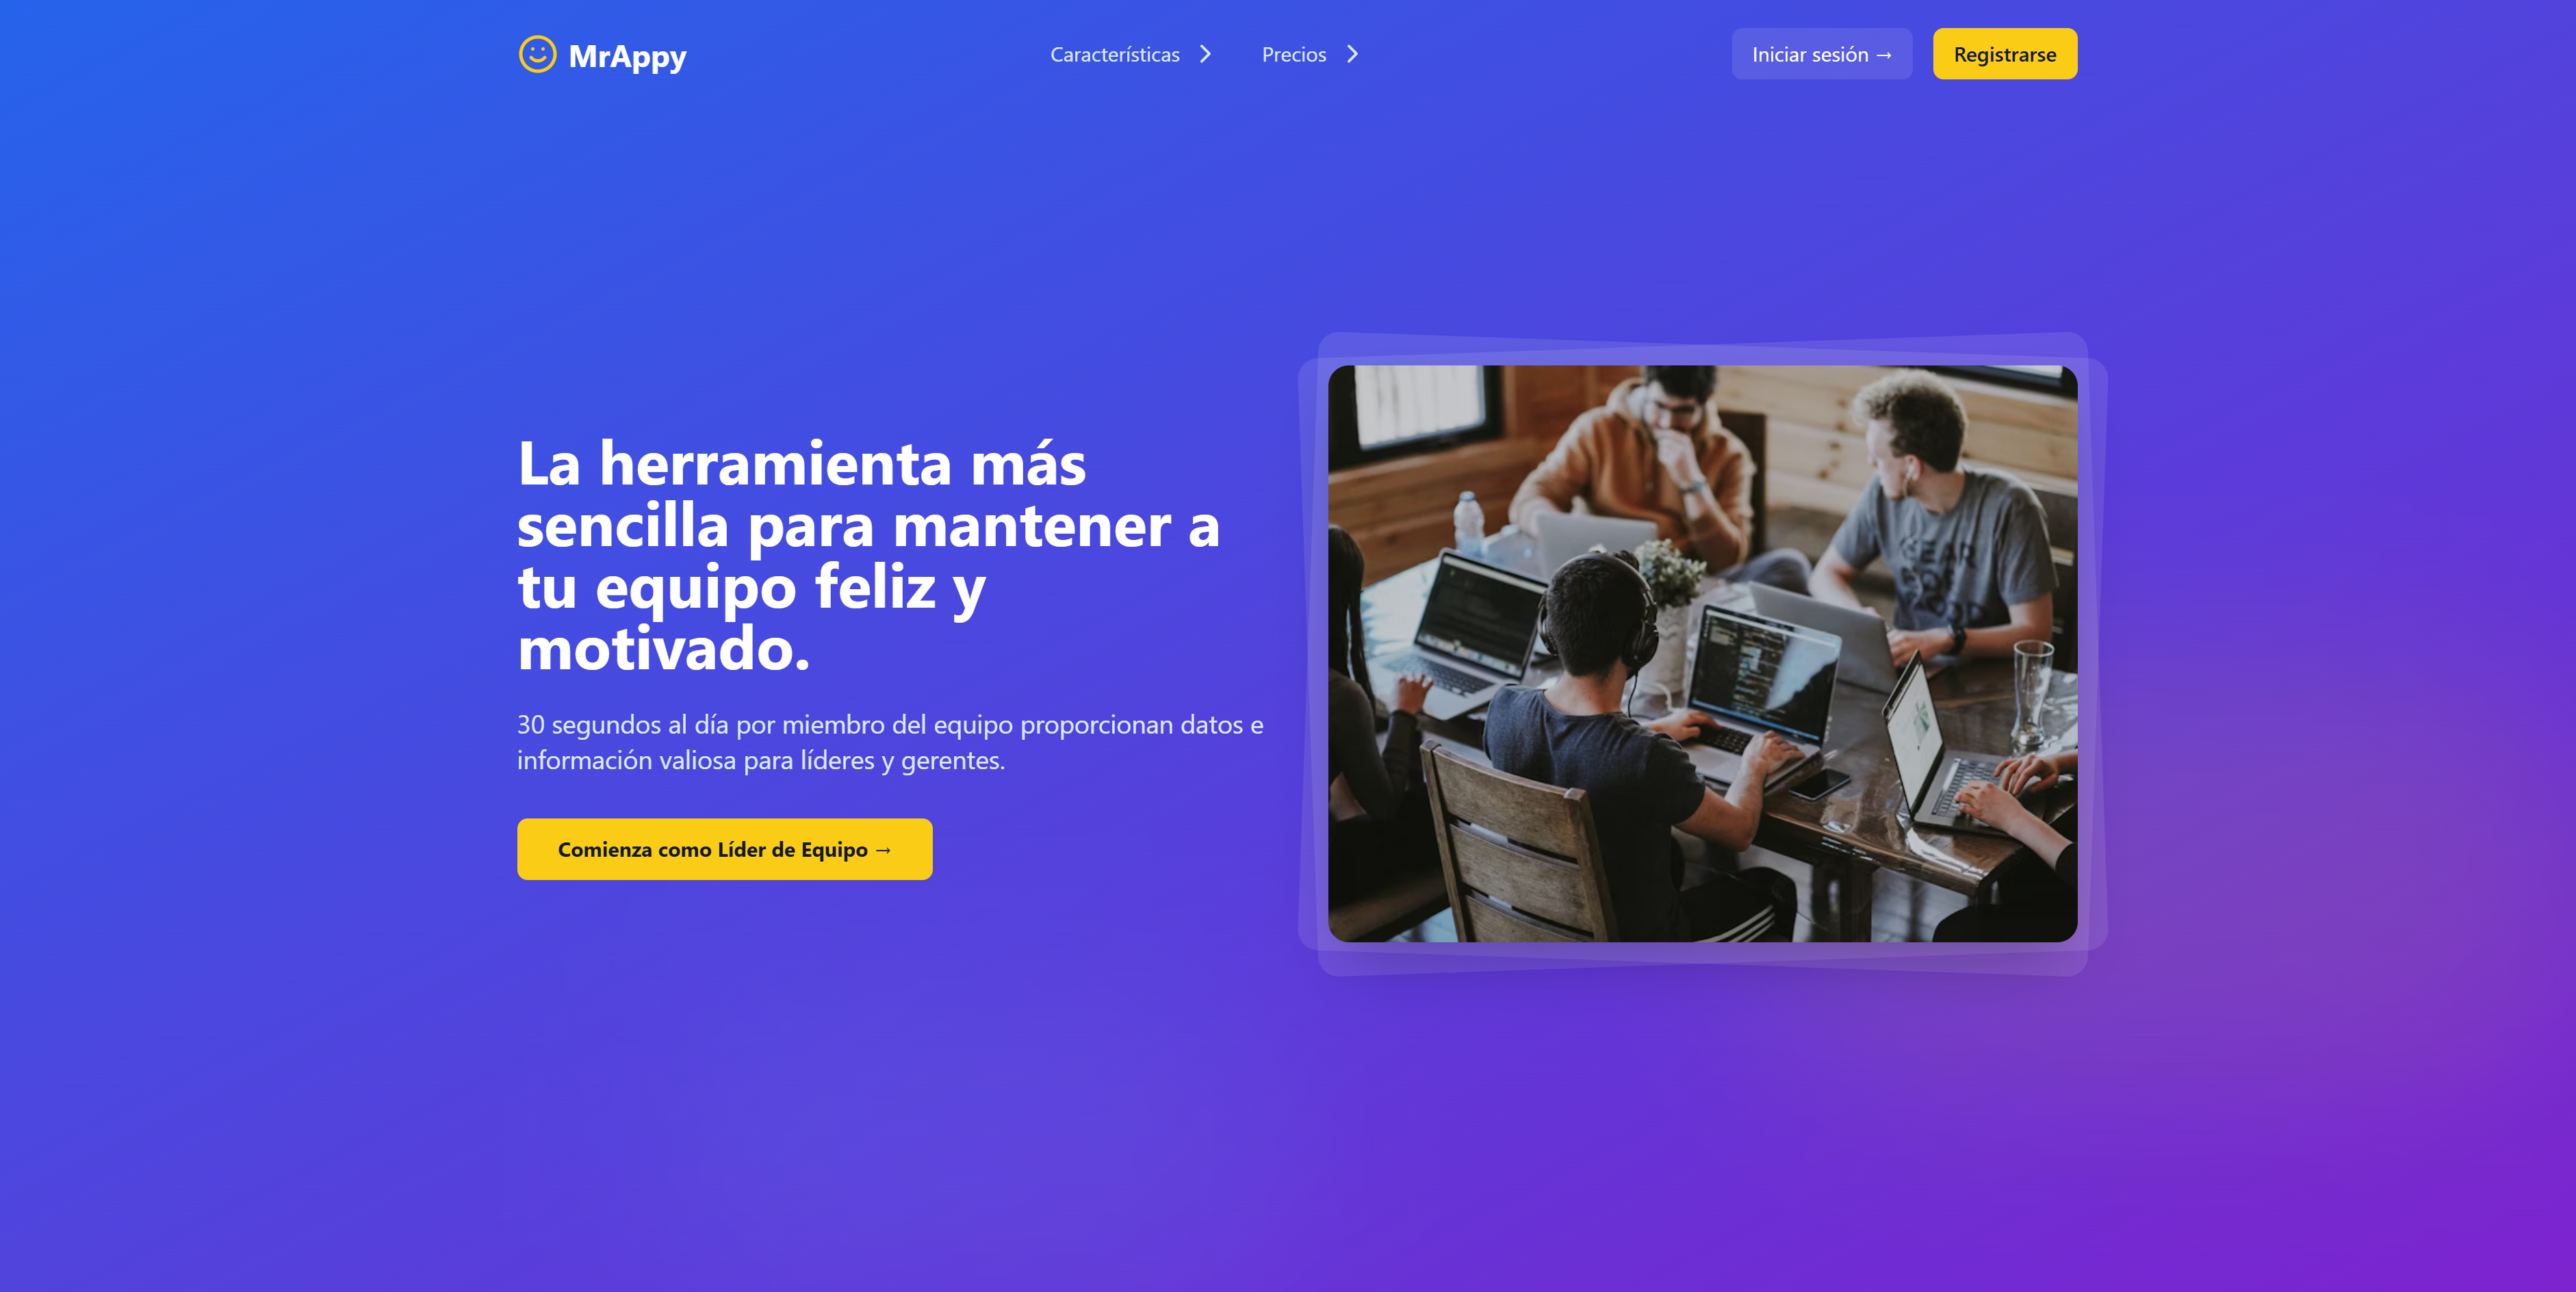 MrAppy
Características
Precios
Iniciar sesión →
Registrarse
La herramienta más
sencilla para mantener a
tu equipo feliz y
motivado.
30 segundos al día por miembro del equipo proporcionan datos e
información valiosa para líderes y gerentes.
Comienza como Líder de Equipo →